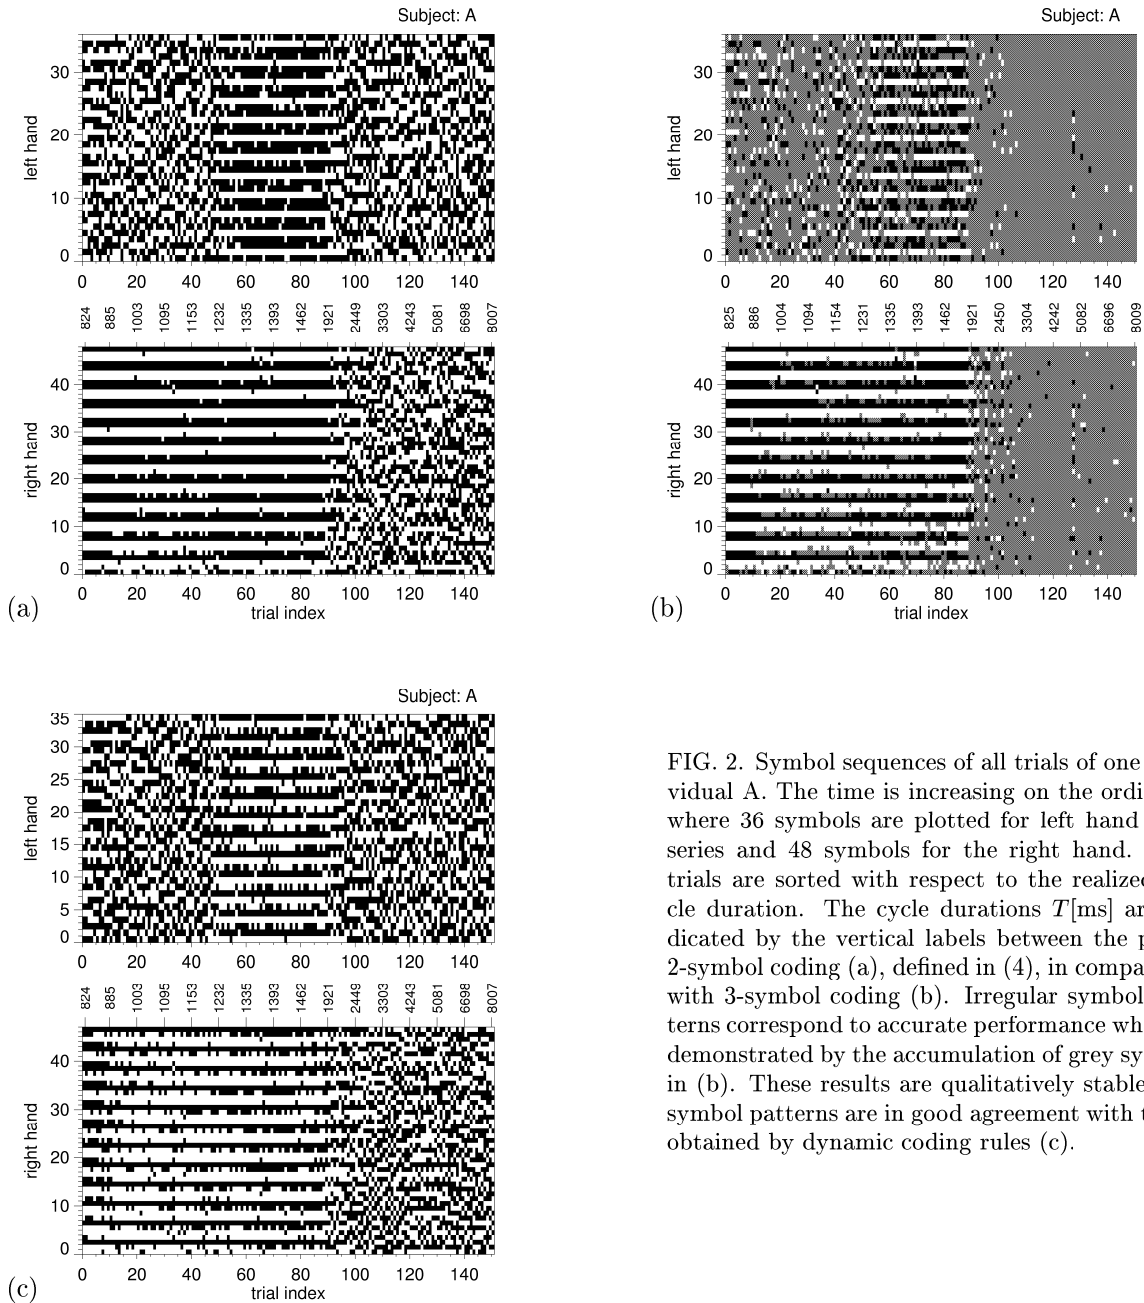 Subject: A
30
20
10
0
left hand
0 20 40 60 80 100 120 140
824 885 1003 1095 1153 1232 1335 1393 1462 1921 2449 3303 4243 5081 6698 8007
40
30
20
10
0
right hand
0 20 40 60 80 100 120 140
trial index
(a)
Subject: A
30
20
10
0
left hand
0 20 40 60 80 100 120 140
825 886 1004 1094 1154 1231 1335 1393 1462 1921 2450 3304 4242 5082 6696 8009
40
30
20
10
0
right hand
0 20 40 60 80 100 120 140
trial index
(b)
Subject: A
35
30
25
20
15
10
5
0
left hand
0 20 40 60 80 100 120 140
824 885 1003 1095 1153 1232 1335 1393 1462 1921 2449 3303 4243 5081 6698 8007
40
30
20
10
0
right hand
0 20 40 60 80 100 120 140
trial index
(c)
FIG. 2. Symbol sequences of all trials of one
vidual A. The time is increasing on the ordi
where 36 symbols are plotted for left hand
series and 48 symbols for the right hand.
trials are sorted with respect to the realized
cle duration. The cycle durations T[ms] ar
dicated by the vertical labels between the p
2-symbol coding (a), defined in (4), in compa
with 3-symbol coding (b). Irregular symbol
terns correspond to accurate performance wh
demonstrated by the accumulation of grey sy
in (b). These results are qualitatively stable
symbol patterns are in good agreement with t
obtained by dynamic coding rules (c).